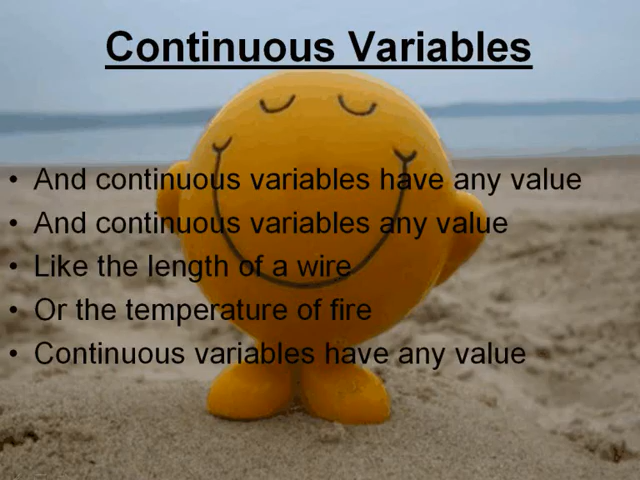 Continuous Variables
• And continuous variables have any value
• And continuous variables any value
• Like the length of a wire
• Or the temperature of fire
• Continuous variables have any value